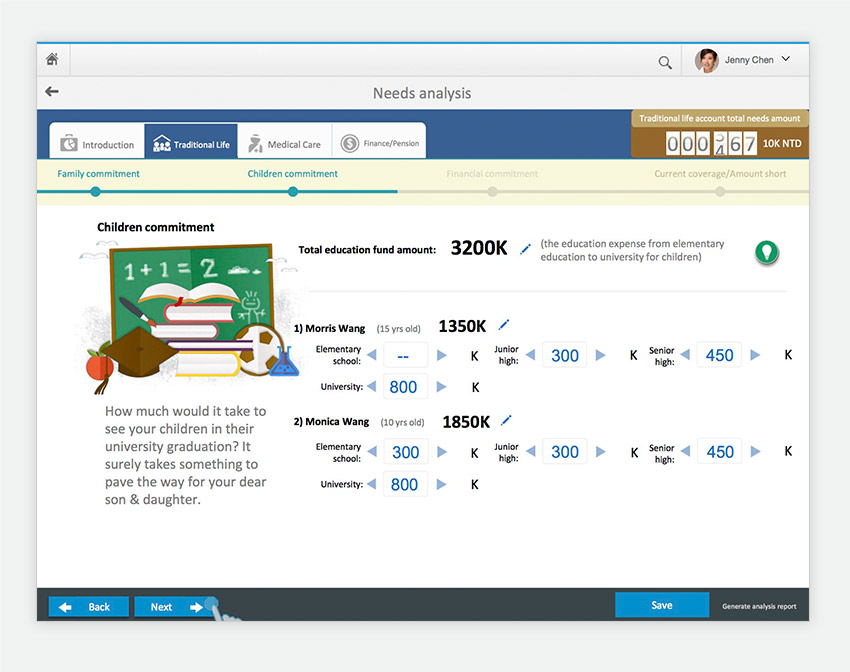 Jenny Chen
Needs analysis
Introduction
Traditional Life
Medical Care
Finance/Pension
Traditional life account total needs amount
67 10K NTD
Family commitment
Children commitment
Financial commitment
Current coverage/Amount short
Children commitment
1 + 1 = 2
Total education fund amount: 3200K
(the education expense from elementary
education to university for children)
1) Morris Wang (15 yrs old) 1350K
Elementary
school: -- K
Junior
high: 300 K
Senior
high: 450 K
University: 800 K
2) Monica Wang (10 yrs old) 1850K
Elementary
school: 300 K
Junior
high: 300 K
Senior
high: 450 K
University: 800 K
How much would it take to
see your children in their
university graduation? It
surely takes something to
pave the way for your dear
son & daughter.
Back
Next
Save
Generate analysis report